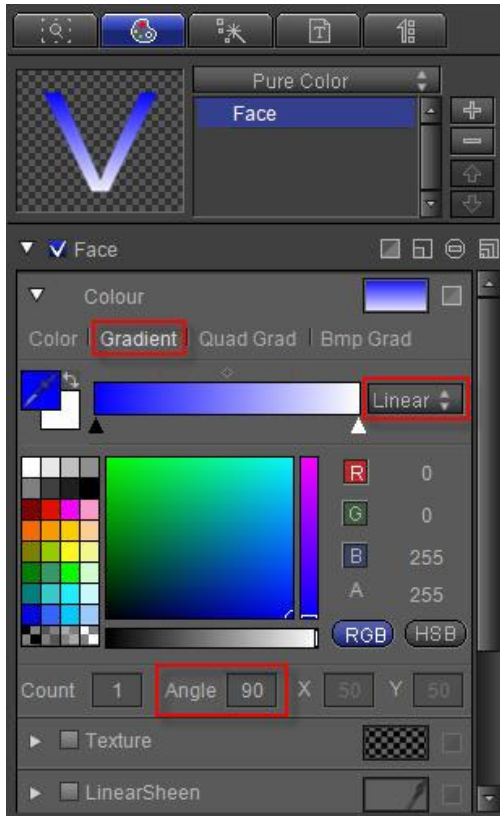 T
Pure Color
Face
V
Face
Colour
Color | Gradient | Quad Grad | Bmp Grad
Linear
R 0
G 0
B 255
A 255
RGB HSB
Count 1 Angle 90 X 50 Y 50
Texture
LinearSheen